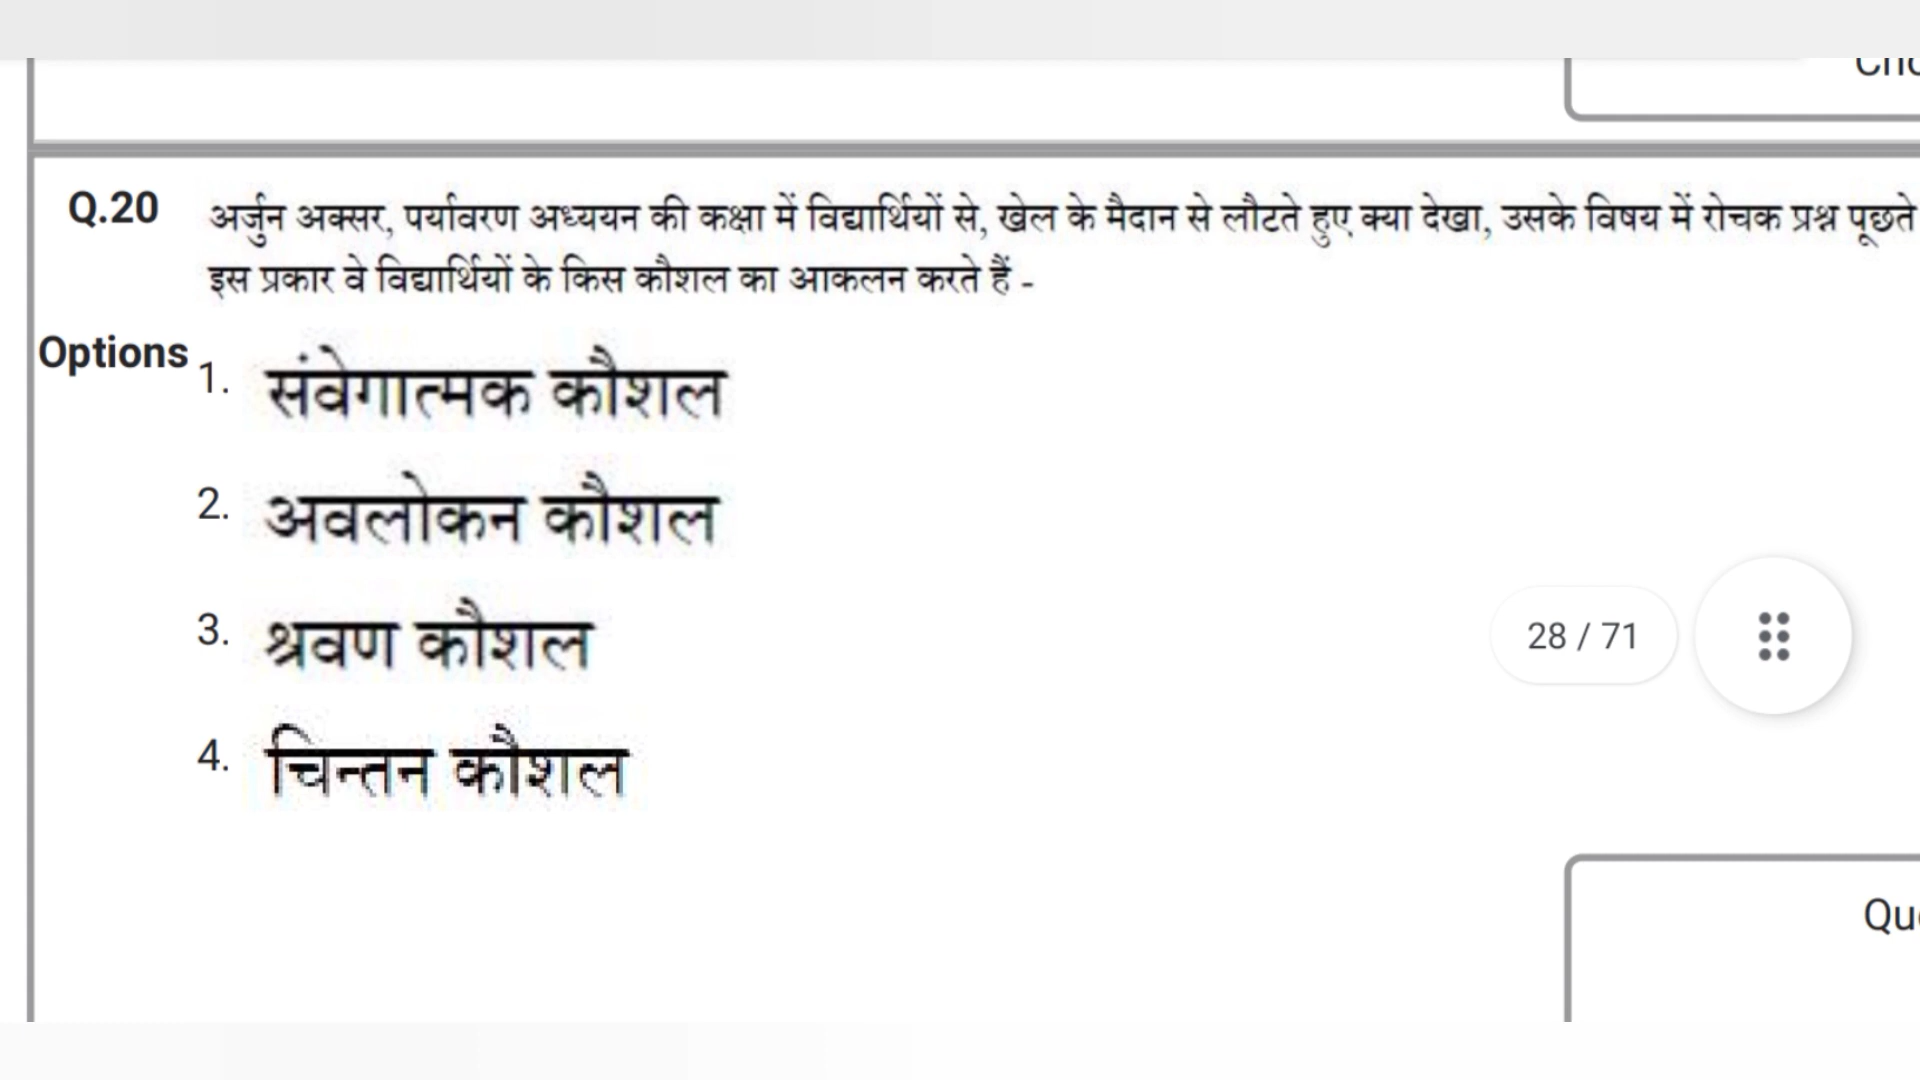 Q.20 अर्जुन अक्सर, पर्यावरण अध्ययन की कक्षा में विद्यार्थियों से, खेल के मैदान से लौटते हुए क्या देखा, उसके विषय में रोचक प्रश्न पूछते
इस प्रकार वे विद्यार्थियों के किस कौशल का आकलन करते हैं -
Options 1. संवेगात्मक कौशल
2. अवलोकन कौशल
3. श्रवण कौशल
28 / 71
4. चिन्तन कौशल